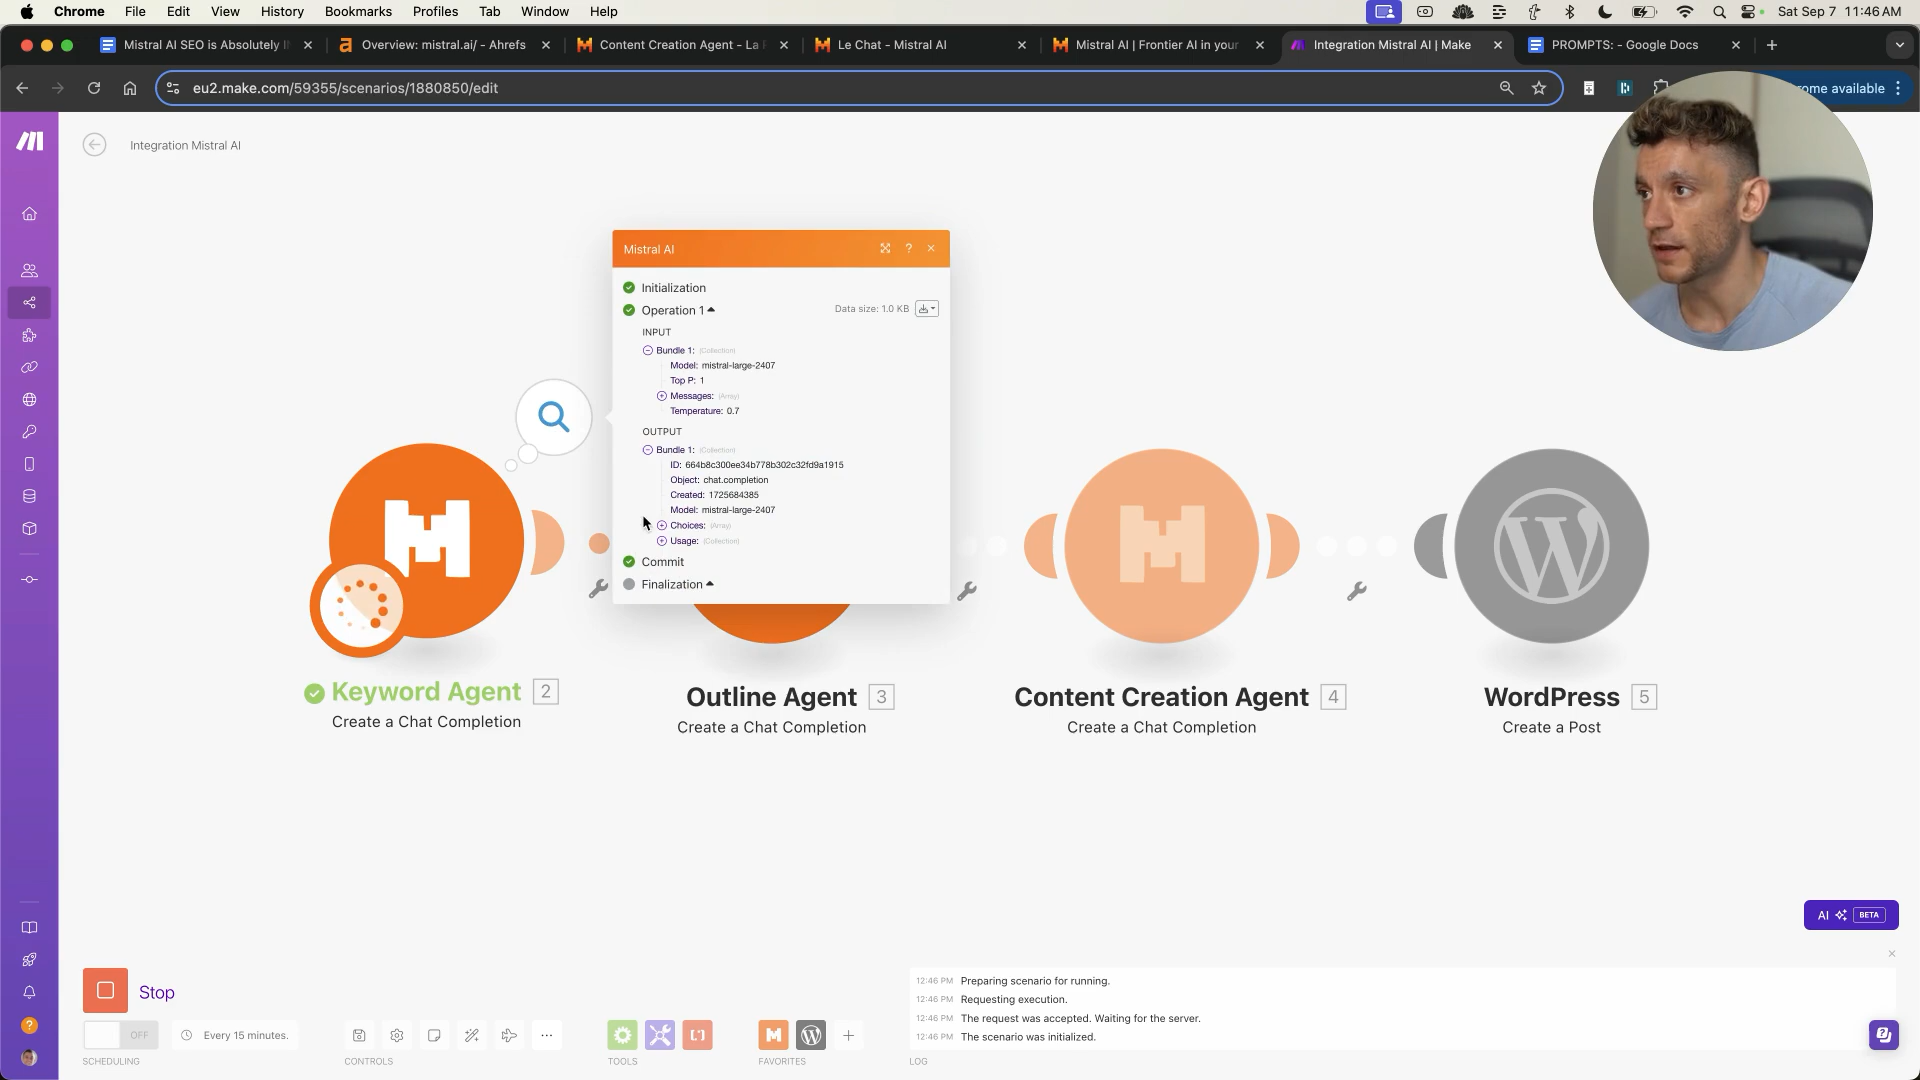 Chrome File Edit View History Bookmarks Profiles Tab Window Help Sat Sep 7 11:46 AM
Mistral AI SEO is Absolutely Overview: mistral.ai/ - Ahrefs Content Creation Agent - La Le Chat - Mistral AI Mistral AI | Frontier AI in your Integration Mistral AI | Make PROMPTS: - Google Docs
eu2.make.com/59355/scenarios/1880850/edit available
Integration Mistral AI
Mistral AI
Initialization
Operation 1 Data size: 1.0 KB
INPUT
Bundle 1: (Collection)
Model: mistral-large-2407
Top P: 1
Messages: (Array)
Temperature: 0.7
OUTPUT
Bundle 1: (Collection)
ID: 664b8c300ee34b778b302c32fd9a1915
Object: chat.completion
Created: 1725684385
Model: mistral-large-2407
Choices: (Array)
Usage: (Collection)
Commit
Finalization
Keyword Agent 2
Create a Chat Completion
Outline Agent 3
Create a Chat Completion
Content Creation Agent 4
Create a Chat Completion
WordPress 5
Create a Post
AI BETA
Stop
OFF Every 15 minutes.
SCHEDULING CONTROLS TOOLS FAVORITES LOG
12:46 PM Preparing scenario for running.
12:46 PM Requesting execution.
12:46 PM The request was accepted. Waiting for the server.
12:46 PM The scenario was initialized.